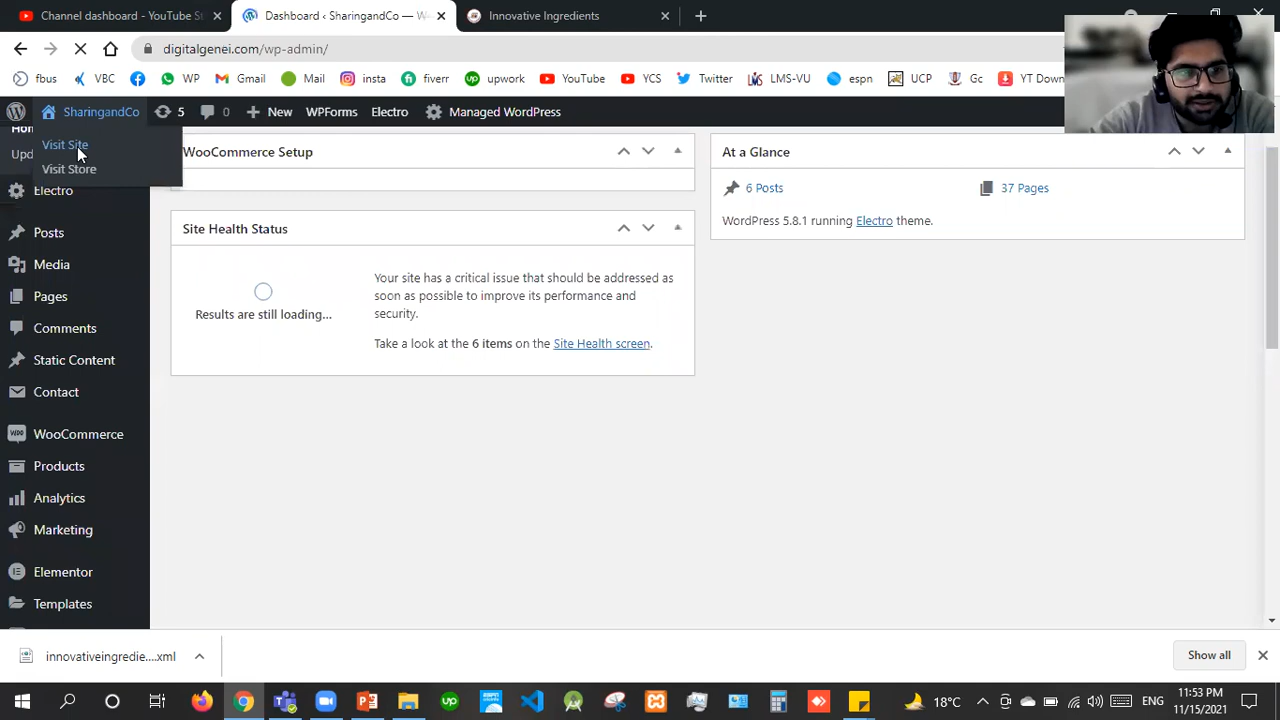 Channel dashboard - YouTube S
Dashboard ‹ SharingandCo — W
Innovative Ingredients
digitalgenei.com/wp-admin/
fbus
VBC
WP
Gmail
Mail
insta
fiverr
upwork
YouTube
YCS
Twitter
LMS-VU
espn
UCP
Gc
YT Down
SharingandCo
5
0
New
WPForms
Electro
Managed WordPress
Visit Site
Visit Store
Electro
Posts
Media
Pages
Comments
Static Content
Contact
WooCommerce
Products
Analytics
Marketing
Elementor
Templates
WooCommerce Setup
Site Health Status
Results are still loading...
Your site has a critical issue that should be addressed as
soon as possible to improve its performance and
security.
Take a look at the 6 items on the Site Health screen.
At a Glance
6 Posts
37 Pages
WordPress 5.8.1 running Electro theme.
innovativeingredie....xml
Show all
18°C
ENG
11:53 PM
11/15/2021